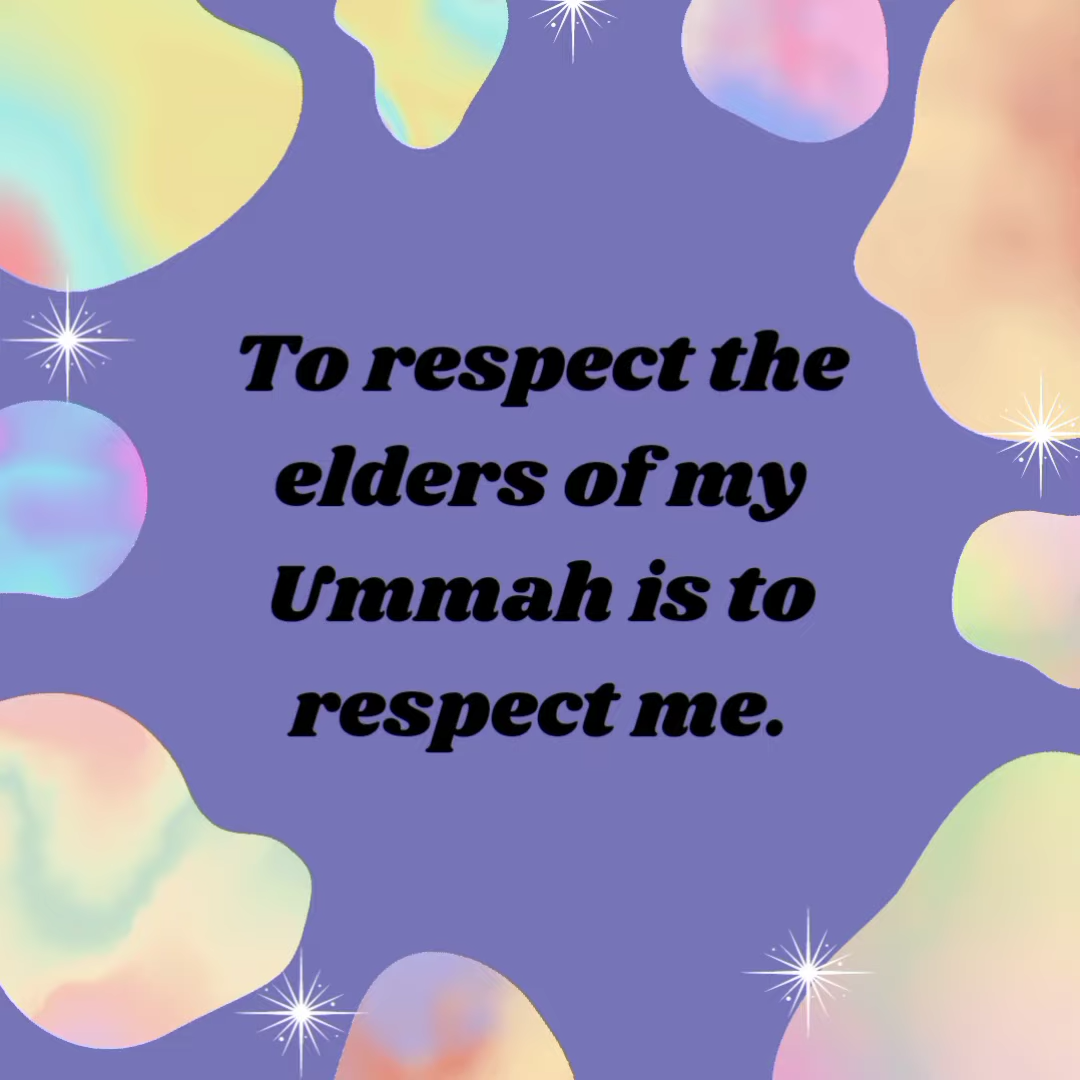 To respect the
elders of my
Ummah is to
respect me.